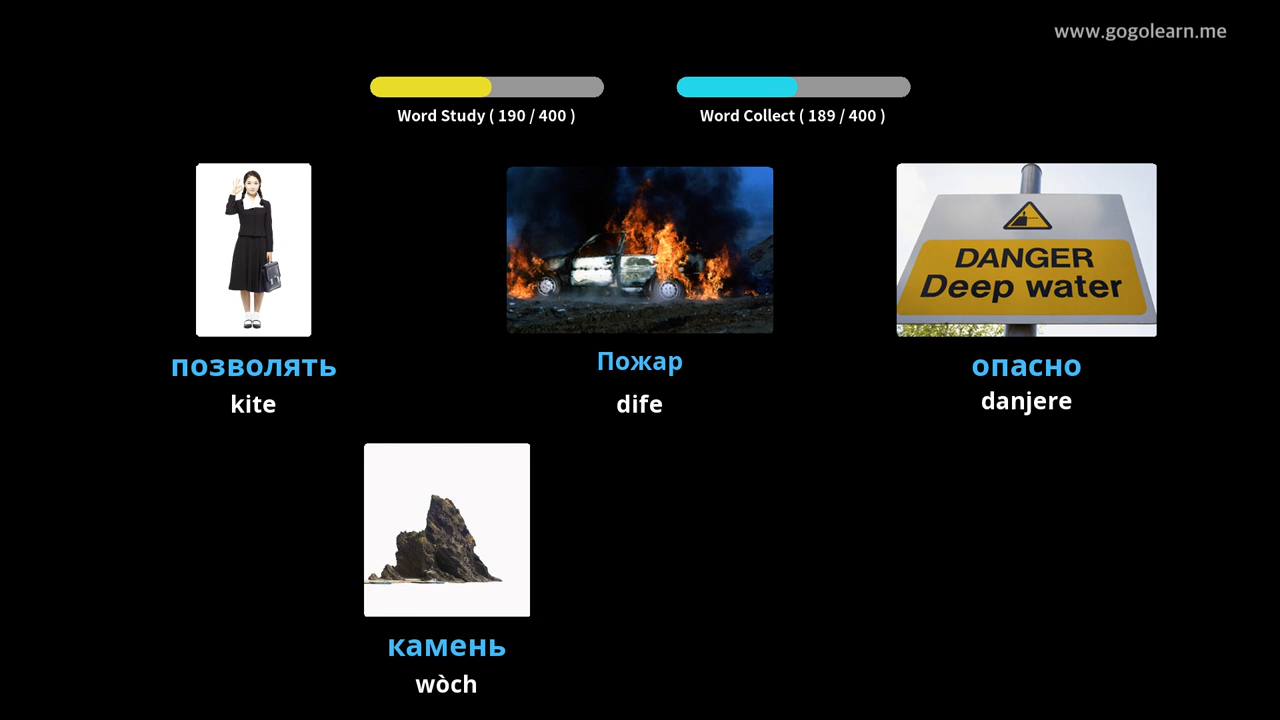 www.gogolearn.me
Word Study ( 190 / 400 )
Word Collect ( 189 / 400 )
DANGER
Deep water
позволять
Пожар
опасно
kite
dife
danjere
камень
wòch